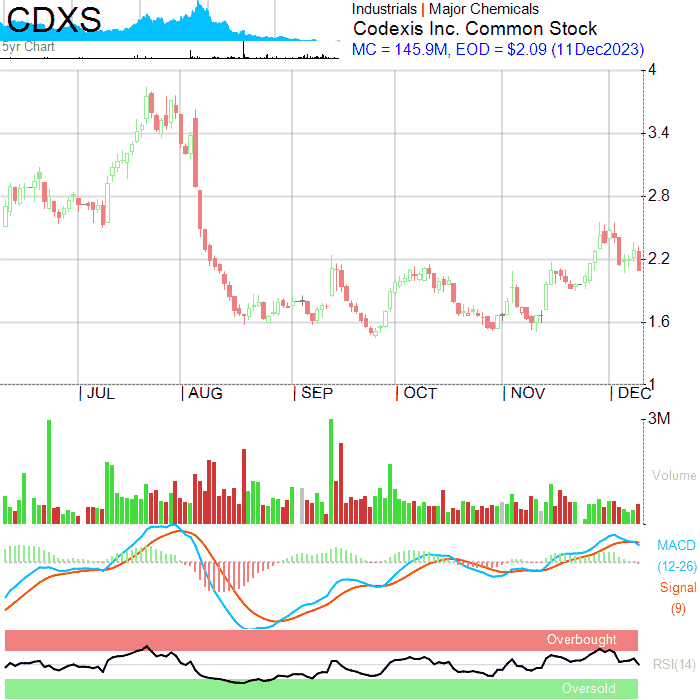 CDXS
5yr Chart
Industrials | Major Chemicals
Codexis Inc. Common Stock
MC = 145.9M, EOD = $2.09 (11Dec2023)
4
3.4
2.8
2.2
1.6
1
JUL AUG SEP OCT NOV DEC
3M
Volume
MACD
(12-26)
Signal
(9)
Overbought
RSI(14)
Oversold